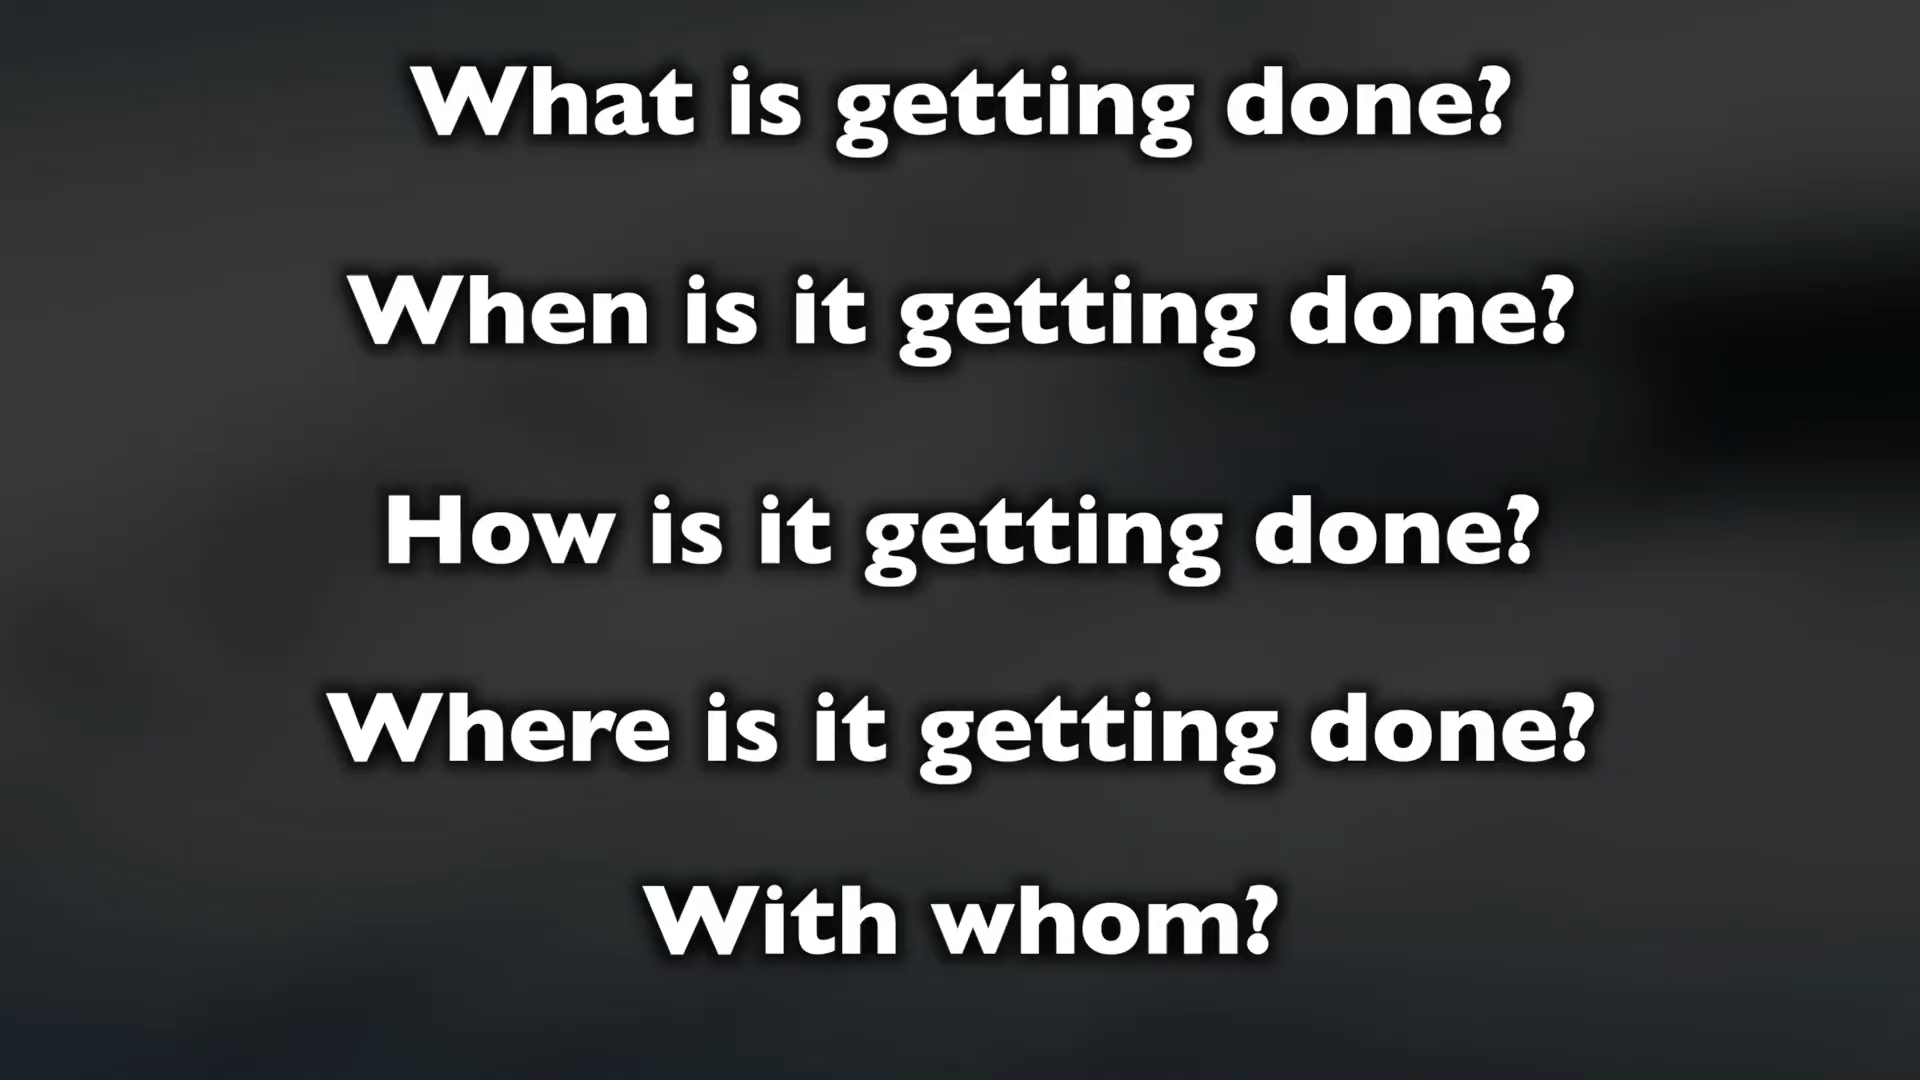 What is getting done?
When is it getting done?
How is it getting done?
Where is it getting done?
With whom?